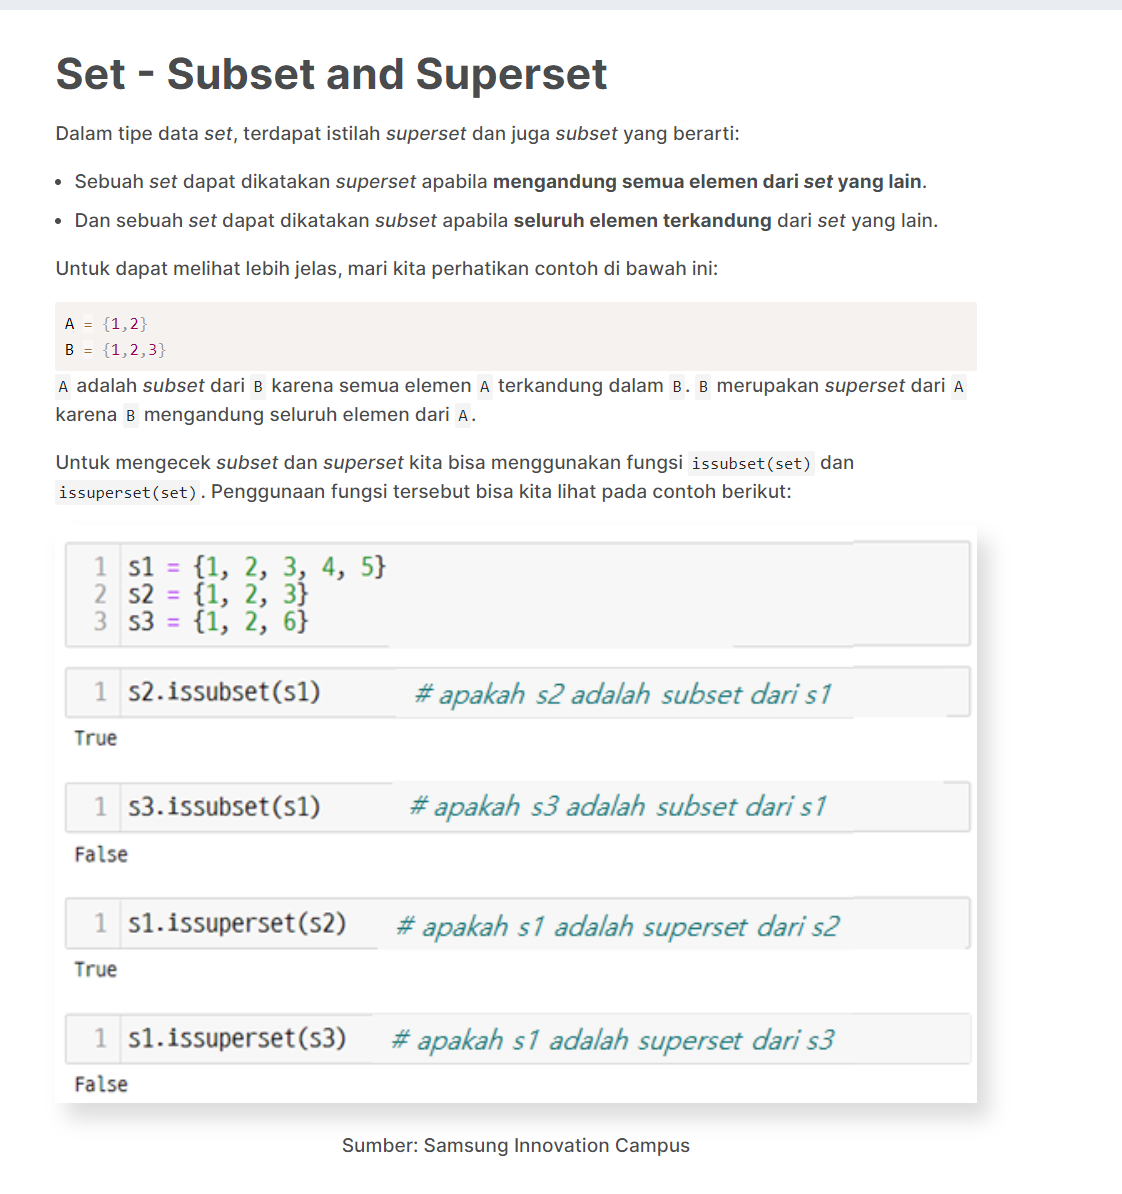 Set - Subset and Superset
Dalam tipe data set, terdapat istilah superset dan juga subset yang berarti:
• Sebuah set dapat dikatakan superset apabila mengandung semua elemen dari set yang lain.
• Dan sebuah set dapat dikatakan subset apabila seluruh elemen terkandung dari set yang lain.
Untuk dapat melihat lebih jelas, mari kita perhatikan contoh di bawah ini:
A = {1,2}
B = {1,2,3}
A adalah subset dari B karena semua elemen A terkandung dalam B. B merupakan superset dari A
karena B mengandung seluruh elemen dari A.
Untuk mengecek subset dan superset kita bisa menggunakan fungsi issubset(set) dan
issuperset(set). Penggunaan fungsi tersebut bisa kita lihat pada contoh berikut:
1 s1 = {1, 2, 3, 4, 5}
2 s2 = {1, 2, 3}
3 s3 = {1, 2, 6}
1 s2.issubset(s1) # apakah s2 adalah subset dari s1
True
1 s3.issubset(s1) # apakah s3 adalah subset dari s1
False
1 s1.issuperset(s2) # apakah s1 adalah superset dari s2
True
1 s1.issuperset(s3) # apakah s1 adalah superset dari s3
False
Sumber: Samsung Innovation Campus